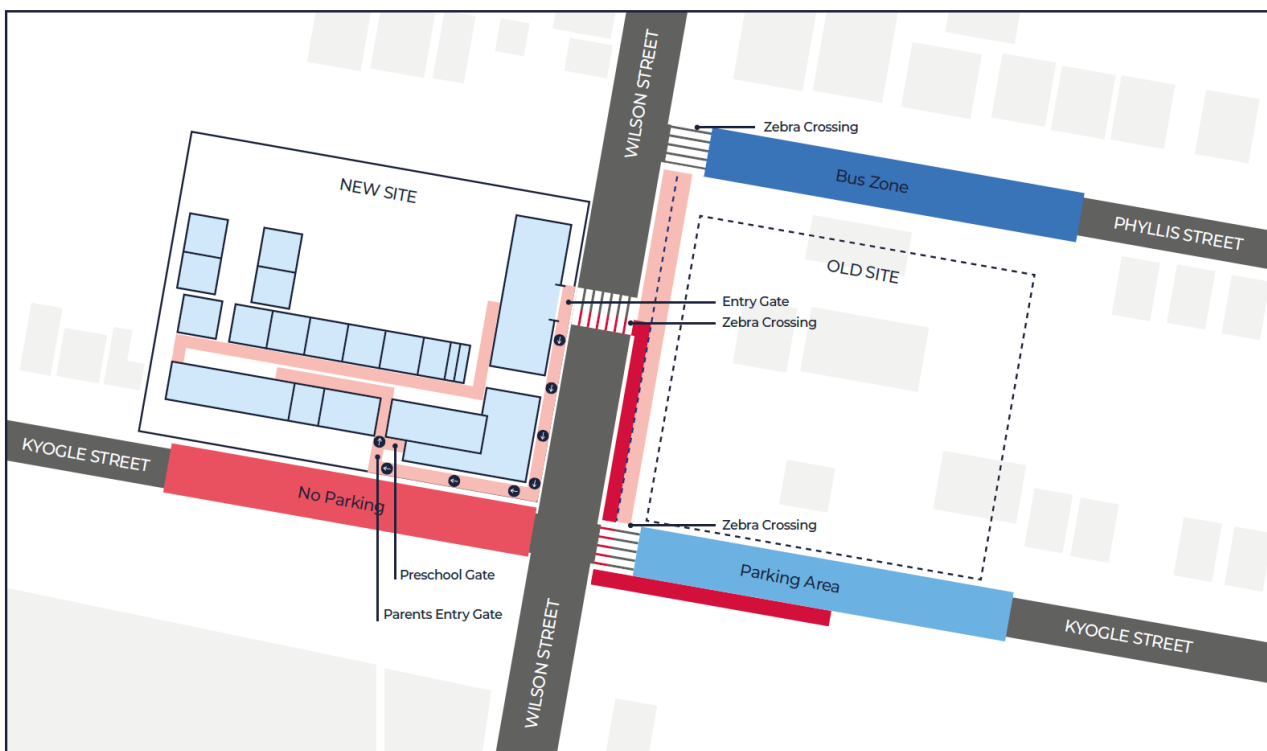 WILSON STREET
Zebra Crossing
Bus Zone
NEW SITE
PHYLLIS STREET
OLD SITE
Entry Gate
Zebra Crossing
KYOGLE STREET
No Parking
Zebra Crossing
Preschool Gate
Parking Area
Parents Entry Gate
KYOGLE STREET
WILSON STREET